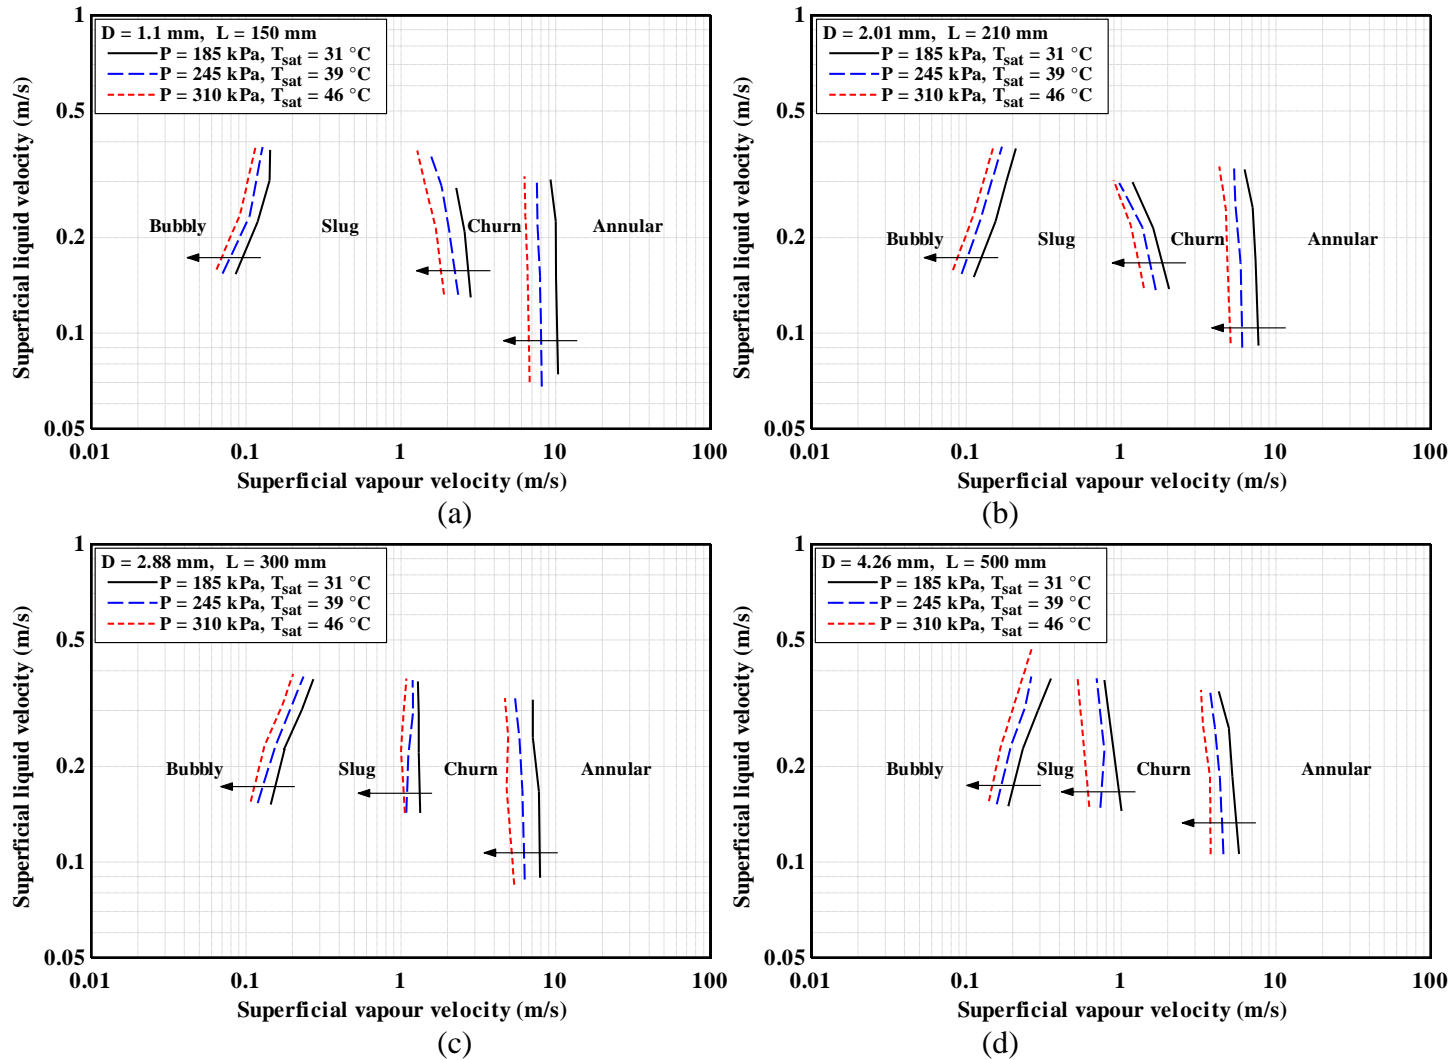 D = 1.1 mm, L = 150 mm
P = 185 kPa, Tsat = 31 °C
P = 245 kPa, Tsat = 39 °C
P = 310 kPa, Tsat = 46 °C
Superficial liquid velocity (m/s)
1
0.5
0.2
0.1
0.05
Bubbly
Slug
Churn
Annular
0.01
0.1
1
10
100
Superficial vapour velocity (m/s)
(a)
D = 2.01 mm, L = 210 mm
P = 185 kPa, Tsat = 31 °C
P = 245 kPa, Tsat = 39 °C
P = 310 kPa, Tsat = 46 °C
Superficial liquid velocity (m/s)
1
0.5
0.2
0.1
0.05
Bubbly
Slug
Churn
Annular
0.01
0.1
1
10
100
Superficial vapour velocity (m/s)
(b)
D = 2.88 mm, L = 300 mm
P = 185 kPa, Tsat = 31 °C
P = 245 kPa, Tsat = 39 °C
P = 310 kPa, Tsat = 46 °C
Superficial liquid velocity (m/s)
1
0.5
0.2
0.1
0.05
Bubbly
Slug
Churn
Annular
0.01
0.1
1
10
100
Superficial vapour velocity (m/s)
(c)
D = 4.26 mm, L = 500 mm
P = 185 kPa, Tsat = 31 °C
P = 245 kPa, Tsat = 39 °C
P = 310 kPa, Tsat = 46 °C
Superficial liquid velocity (m/s)
1
0.5
0.2
0.1
0.05
Bubbly
Slug
Churn
Annular
0.01
0.1
1
10
100
Superficial vapour velocity (m/s)
(d)